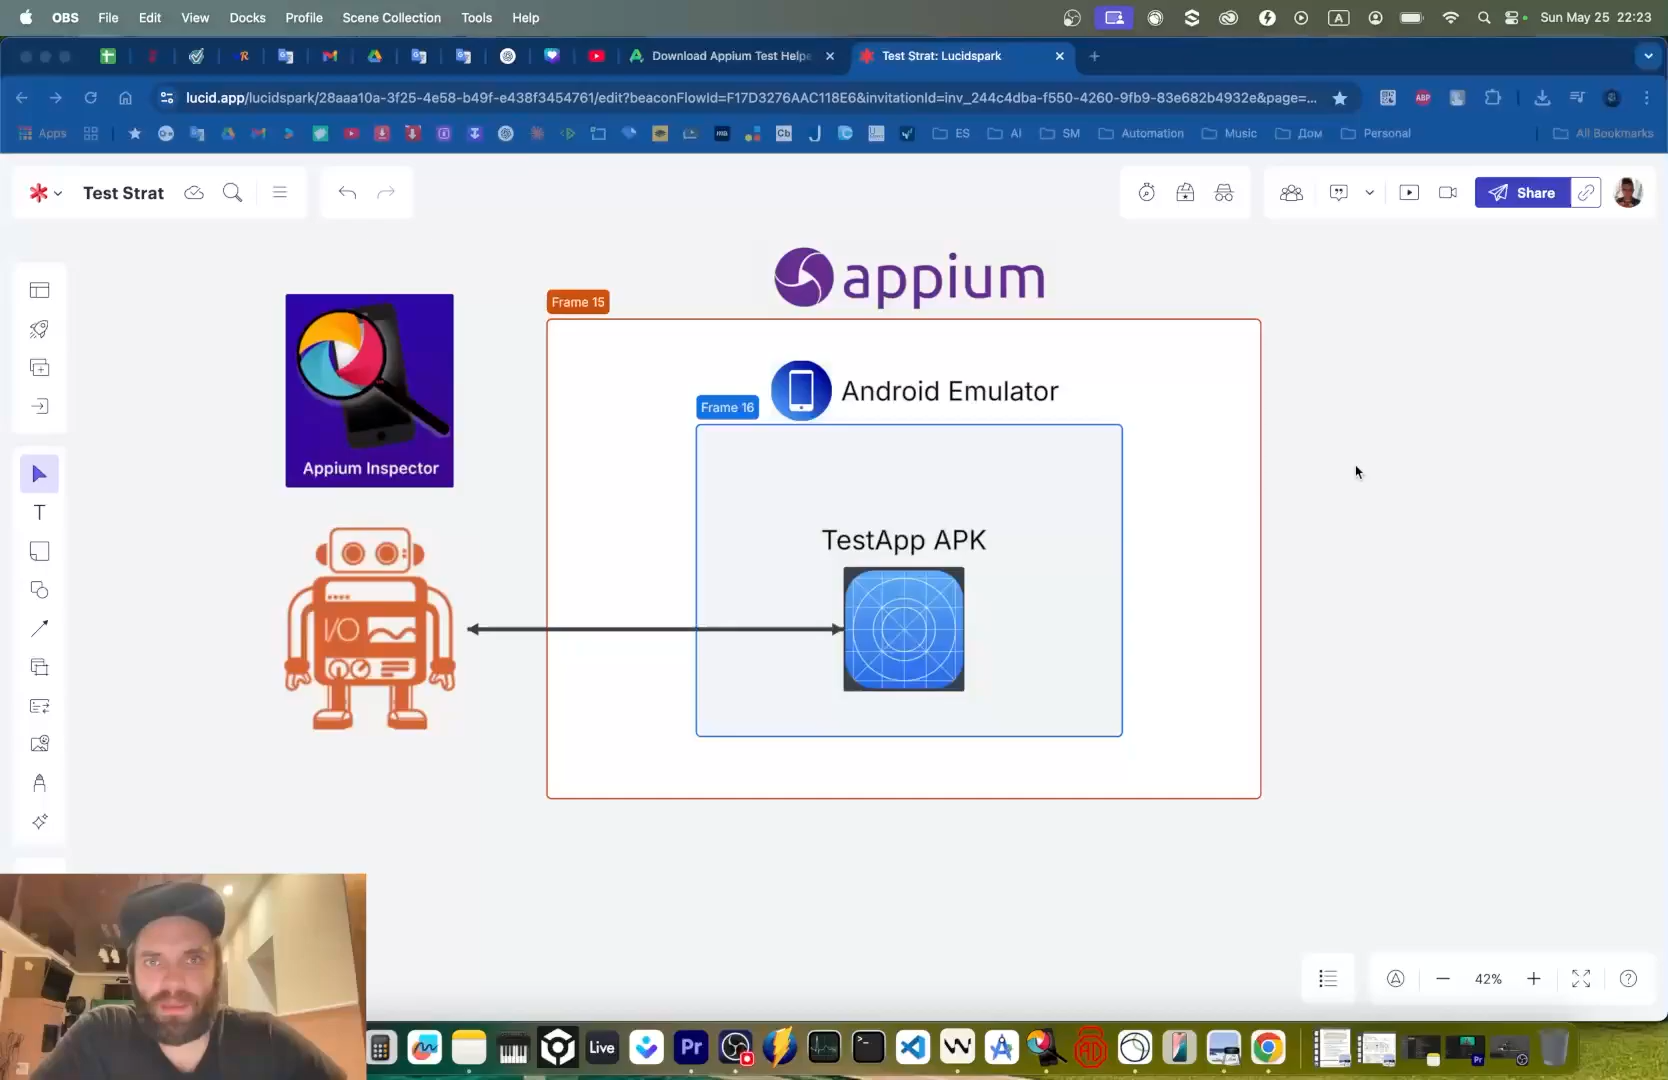 OBS File Edit View Docks Profile Scene Collection Tools Help
A
Sun May 25 22:23
Download Appium Test Helpe
Test Strat: Lucidspark
lucid.app/lucidspark/28aaa10a-3f25-4e58-b49f-e438f3454761/edit?beaconFlowId=F17D3276AAC118E6&invitationId=inv_244c4dba-f550-4260-9fb9-83e682b4932e&page=...
ABP
Apps
Cb
ES
AI
SM
Automation
Music
Дом
Personal
All Bookmarks
Test Strat
Share
appium
Frame 15
Android Emulator
Frame 16
Appium Inspector
TestApp APK
I/O
T
42%
Live
Pr